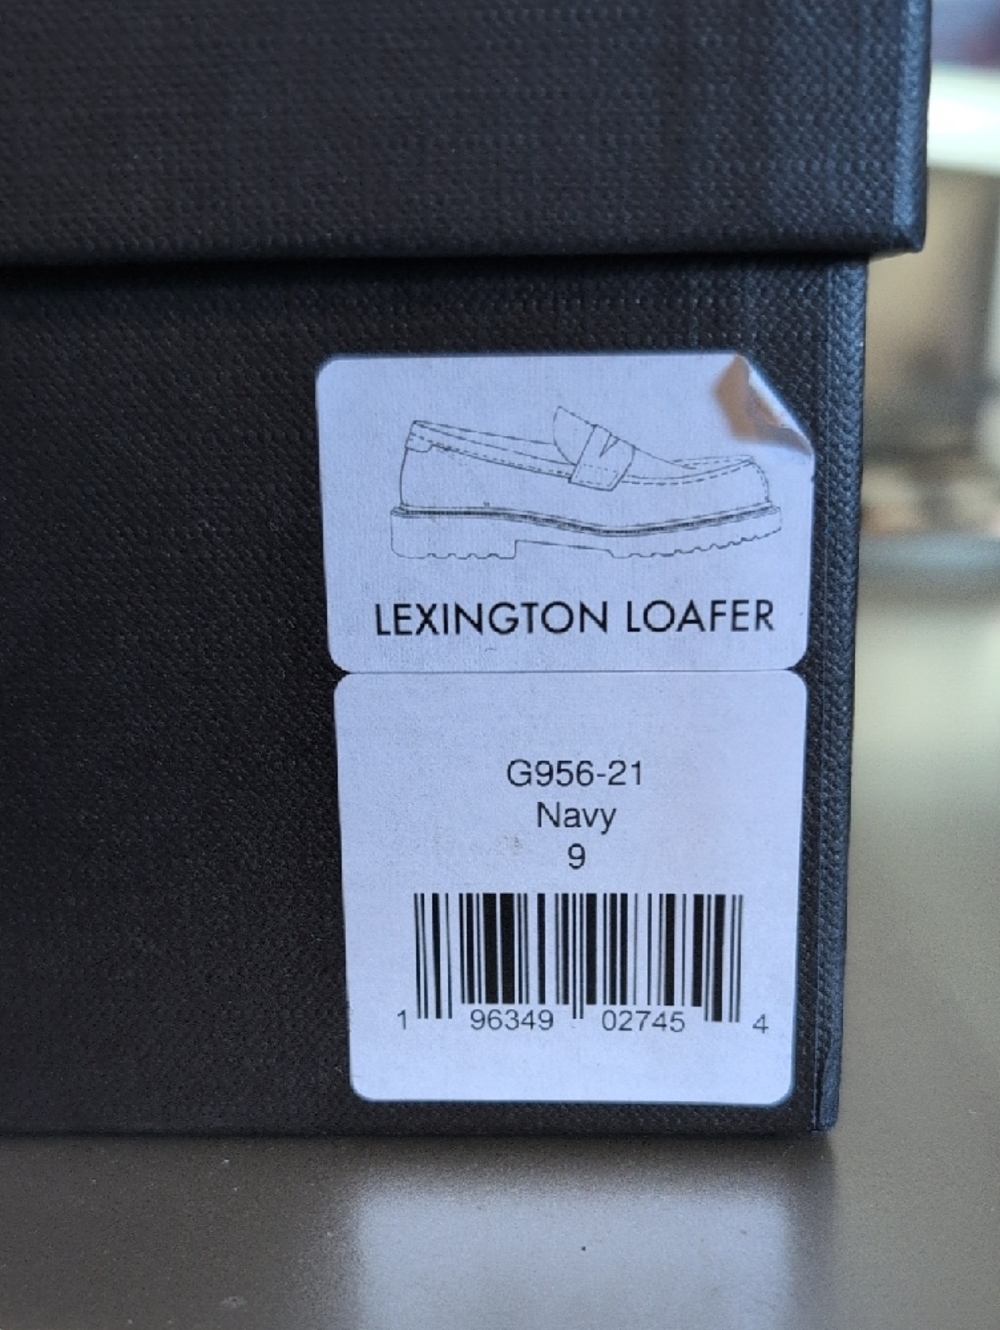 LEXINGTON LOAFER
G956-21
Navy
9
1 96349 02745 4